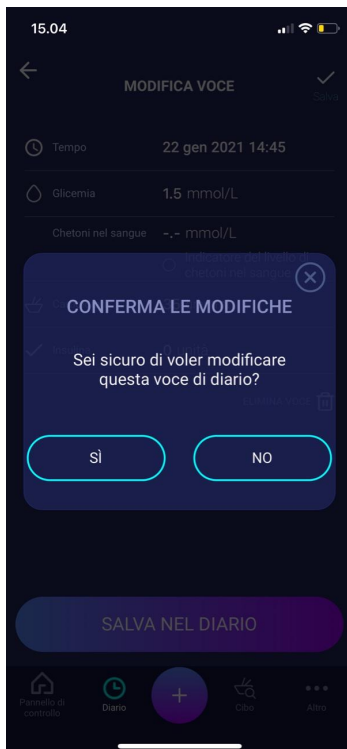 15.04
MODIFICA VOCE
Salva
Tempo 22 gen 2021 14:45
Glicemia 1.5 mmol/L
Chetoni nel sangue -.- mmol/L
Indicatore del livello di
chetoni nel sangue
CONFERMA LE MODIFICHE
Sei sicuro di voler modificare
questa voce di diario?
SÌ NO
SALVA NEL DIARIO
Pannello di
controllo
Diario
Cibo
Altro